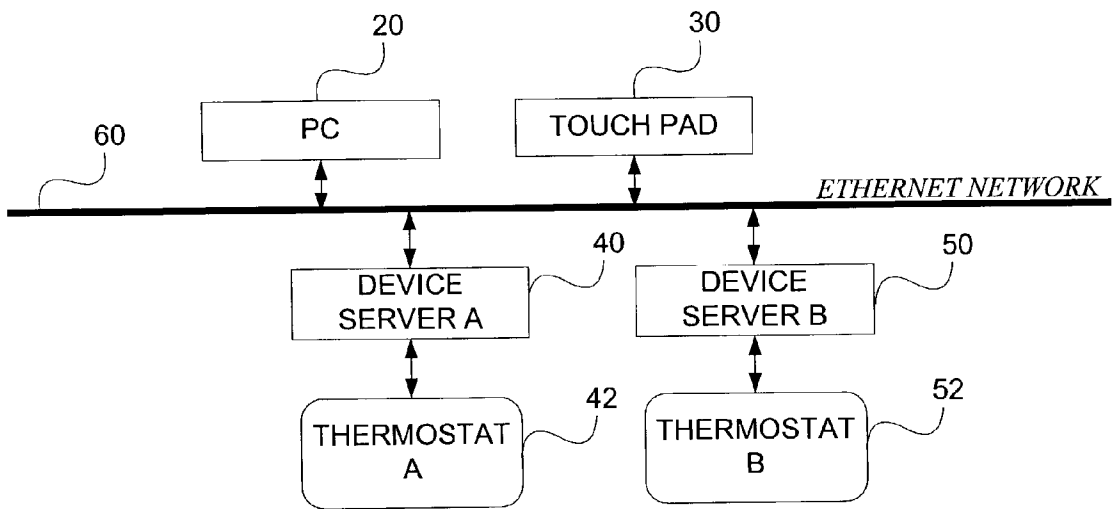 20
30
PC
TOUCH PAD
60
ETHERNET NETWORK
40
50
DEVICE
SERVER A
DEVICE
SERVER B
42
52
THERMOSTAT
A
THERMOSTAT
B